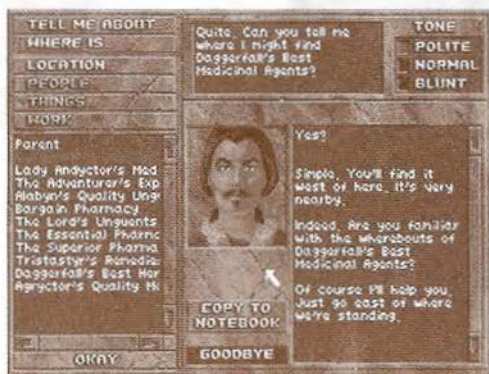 TELL ME ABOUT
WHERE IS
LOCATION
PEOPLE
THINGS
WORK
Parent
Lady Andyctor's Med
The Adventurer's Exp
Alabyn's Quality Ung
Bargain Pharmacy
The Lord's Unguents
The Essential Pharmc
The Superior Pharma
Tristastyr's Remedie
Daggerfall's Best Her
Agryctor's Quality Me
OKAY
Quite. Can you tell me
where I might find
Daggerfall's Best
Medicinal Agents?
TONE
POLITE
NORMAL
BLUNT
COPY TO
NOTEBOOK
GOODBYE
Yes?
Simple. You'll find it
west of here. It's very
nearby.
Indeed. Are you familiar
with the whereabouts of
Daggerfall's Best
Medicinal Agents?
Of course I'll help you.
Just go east of where
we're standing.